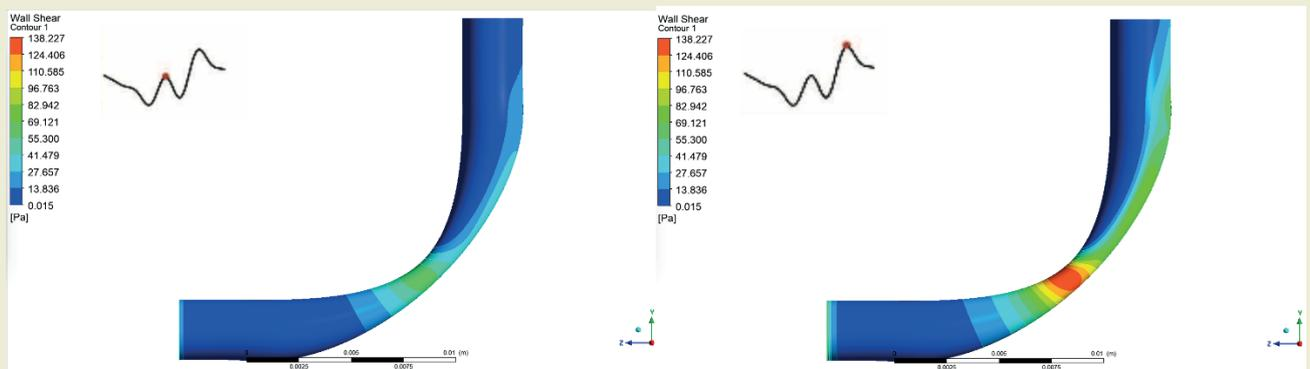 Wall Shear
Contour 1
138.227
124.406
110.585
96.763
82.942
69.121
55.300
41.479
27.657
13.836
0.015
[Pa]
0
0.005
0.01 (m)
0.0025
0.0075
Y
Z
Wall Shear
Contour 1
138.227
124.406
110.585
96.763
82.942
69.121
55.300
41.479
27.657
13.836
0.015
[Pa]
0
0.005
0.01 (m)
0.0025
0.0075
Y
Z